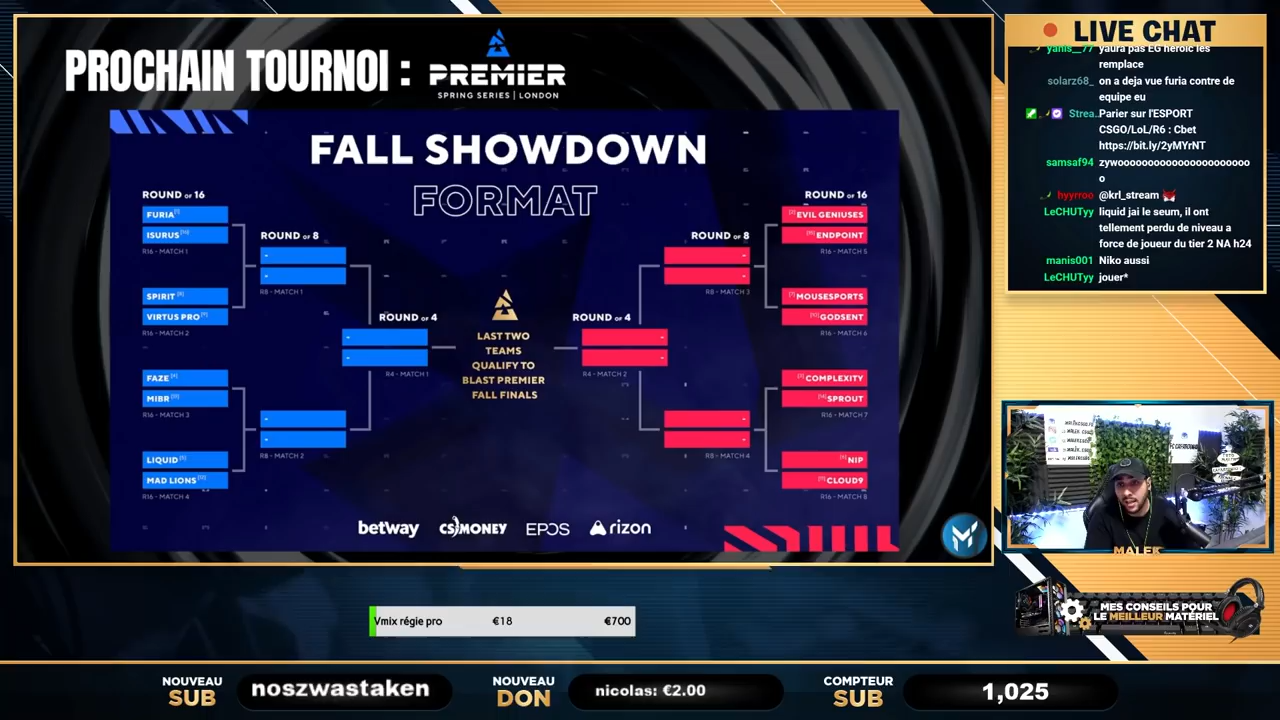 PROCHAIN TOURNOI :
PREMIER
SPRING SERIES | LONDON
FALL SHOWDOWN
FORMAT
ROUND OF 16
FURIA
ISURUS
R16 - MATCH 1
SPIRIT
VIRTUS PRO
R16 - MATCH 2
FAZE
MIBR
R16 - MATCH 3
LIQUID
MAD LIONS
R16 - MATCH 4
ROUND OF 8
R8 - MATCH 1
R8 - MATCH 2
ROUND OF 4
R4 - MATCH 1
LAST TWO
TEAMS
QUALIFY TO
BLAST PREMIER
FALL FINALS
ROUND OF 4
R4 - MATCH 2
ROUND OF 8
R8 - MATCH 3
R8 - MATCH 4
ROUND OF 16
EVIL GENIUSES
ENDPOINT
R16 - MATCH 5
MOUSESPORTS
GODSENT
R16 - MATCH 6
COMPLEXITY
SPROUT
R16 - MATCH 7
NIP
CLOUD9
R16 - MATCH 8
betway CS:MONEY EPOS rizon
LIVE CHAT
yanis__77 yaura pas EG heroic les
remplace
solarz68_ on a deja vue furia contre de
equipe eu
Strea.. Parier sur l'ESPORT
CSGO/LoL/R6 : Cbet
https://bit.ly/2yMYrNT
samsaf94 zywooooooooooooooooooooooo
o
hyyrroo @krl_stream
LeCHUTyy liquid jai le seum, il ont
tellement perdu de niveau a
force de joueur du tier 2 NA h24
manis001 Niko aussi
LeCHUTyy jouer*
MALEK
MES CONSEILS POUR
LE MEILLEUR MATÉRIEL
Vmix régie pro €18 €700
NOUVEAU
SUB
noszwastaken
NOUVEAU
DON
nicolas: €2.00
COMPTEUR
SUB
1,025